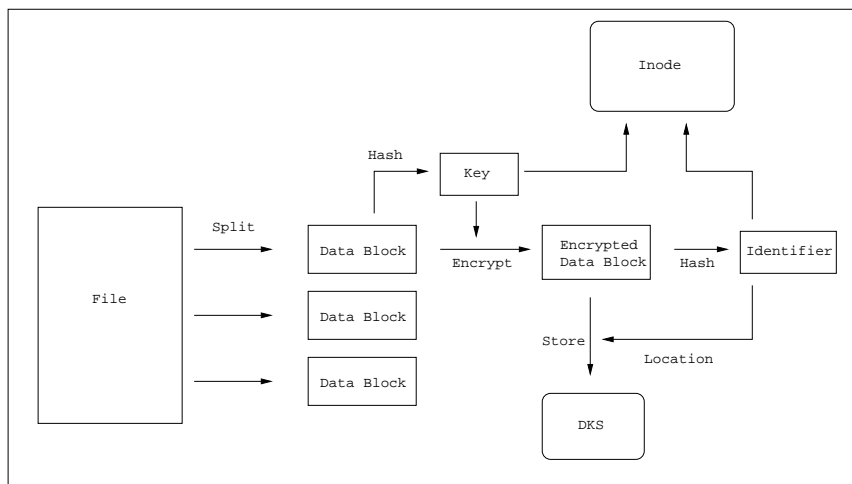 Inode
Hash
Key
Split
Data Block
Encrypt
Encrypted
Data Block
Hash
Identifier
File
Data Block
Store
Location
Data Block
DKS